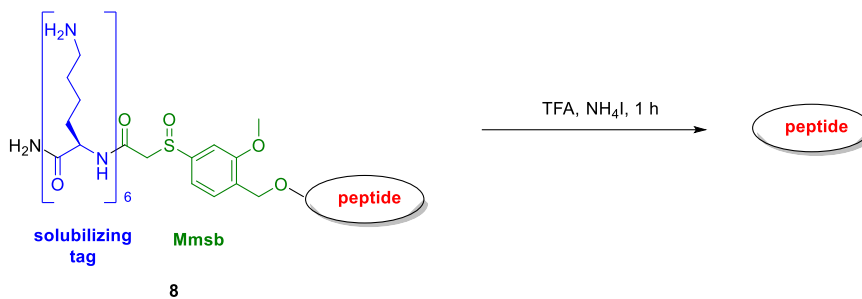 H2N
O
O
S
O
H2N
N
H
O
6
O
TFA, NH4I, 1 h
peptide
peptide
solubilizing
tag
Mmsb
8